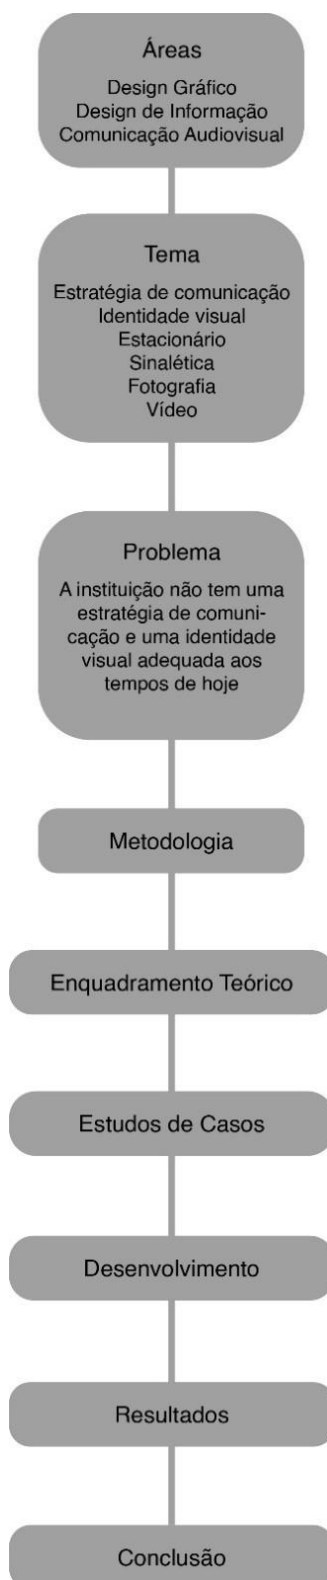 Áreas
Design Gráfico
Design de Informação
Comunicação Audiovisual
Tema
Estratégia de comunicação
Identidade visual
Estacionário
Sinalética
Fotografia
Vídeo
Problema
A instituição não tem uma
estratégia de comuni-
cação e uma identidade
visual adequada aos
tempos de hoje
Metodologia
Enquadramento Teórico
Estudos de Casos
Desenvolvimento
Resultados
Conclusão